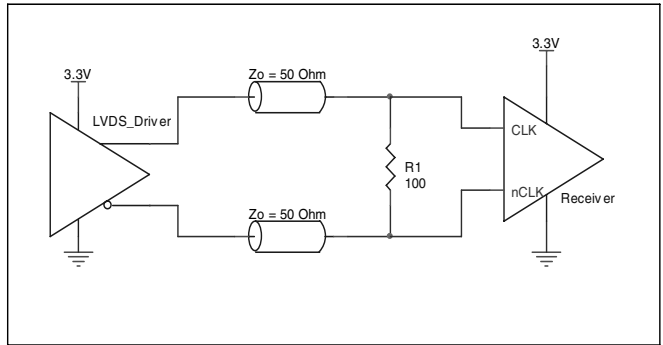 3.3V
Zo = 50 Ohm
3.3V
LVDS_Driver
CLK
R1
100
nCLK
Receiver
Zo = 50 Ohm